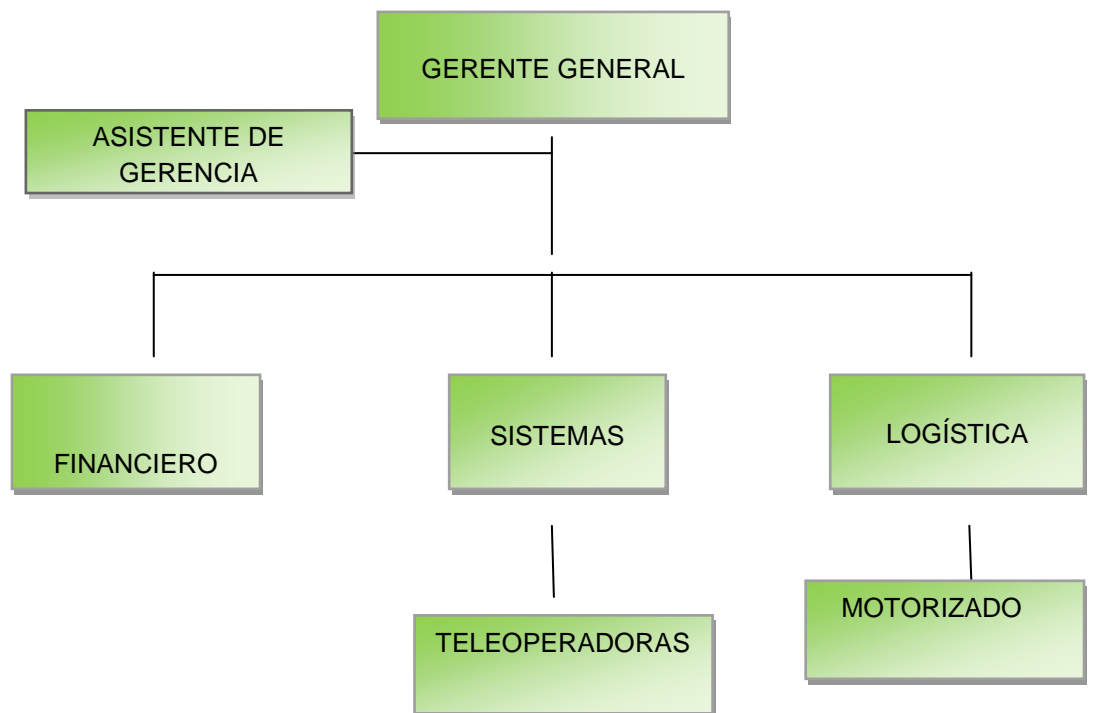 GERENTE GENERAL
ASISTENTE DE
GERENCIA
FINANCIERO
SISTEMAS
LOGÍSTICA
TELEOPERADORAS
MOTORIZADO